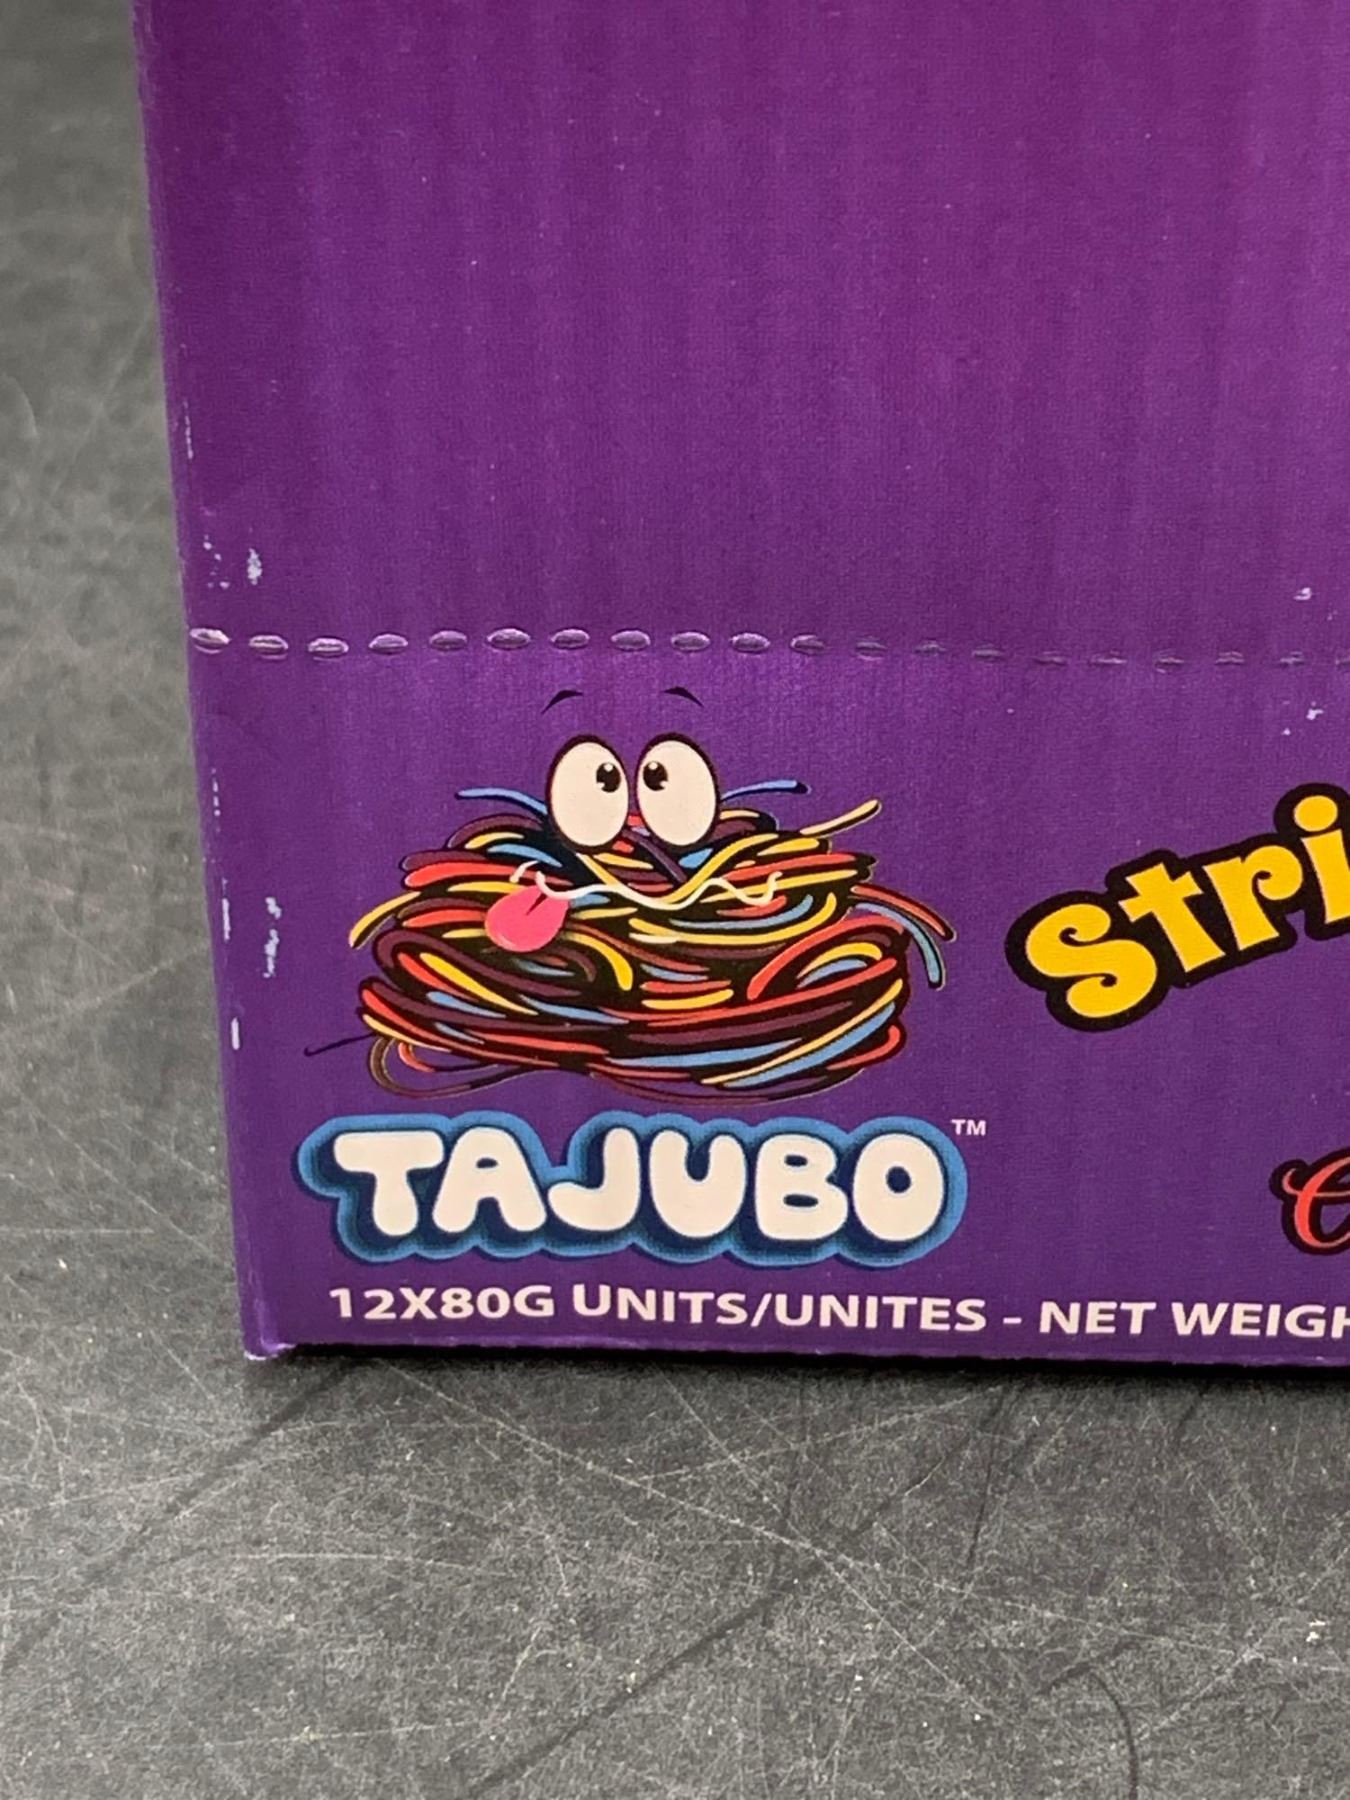 Stri
TAJUBO™
12X80G UNITS/UNITES - NET WEIGH